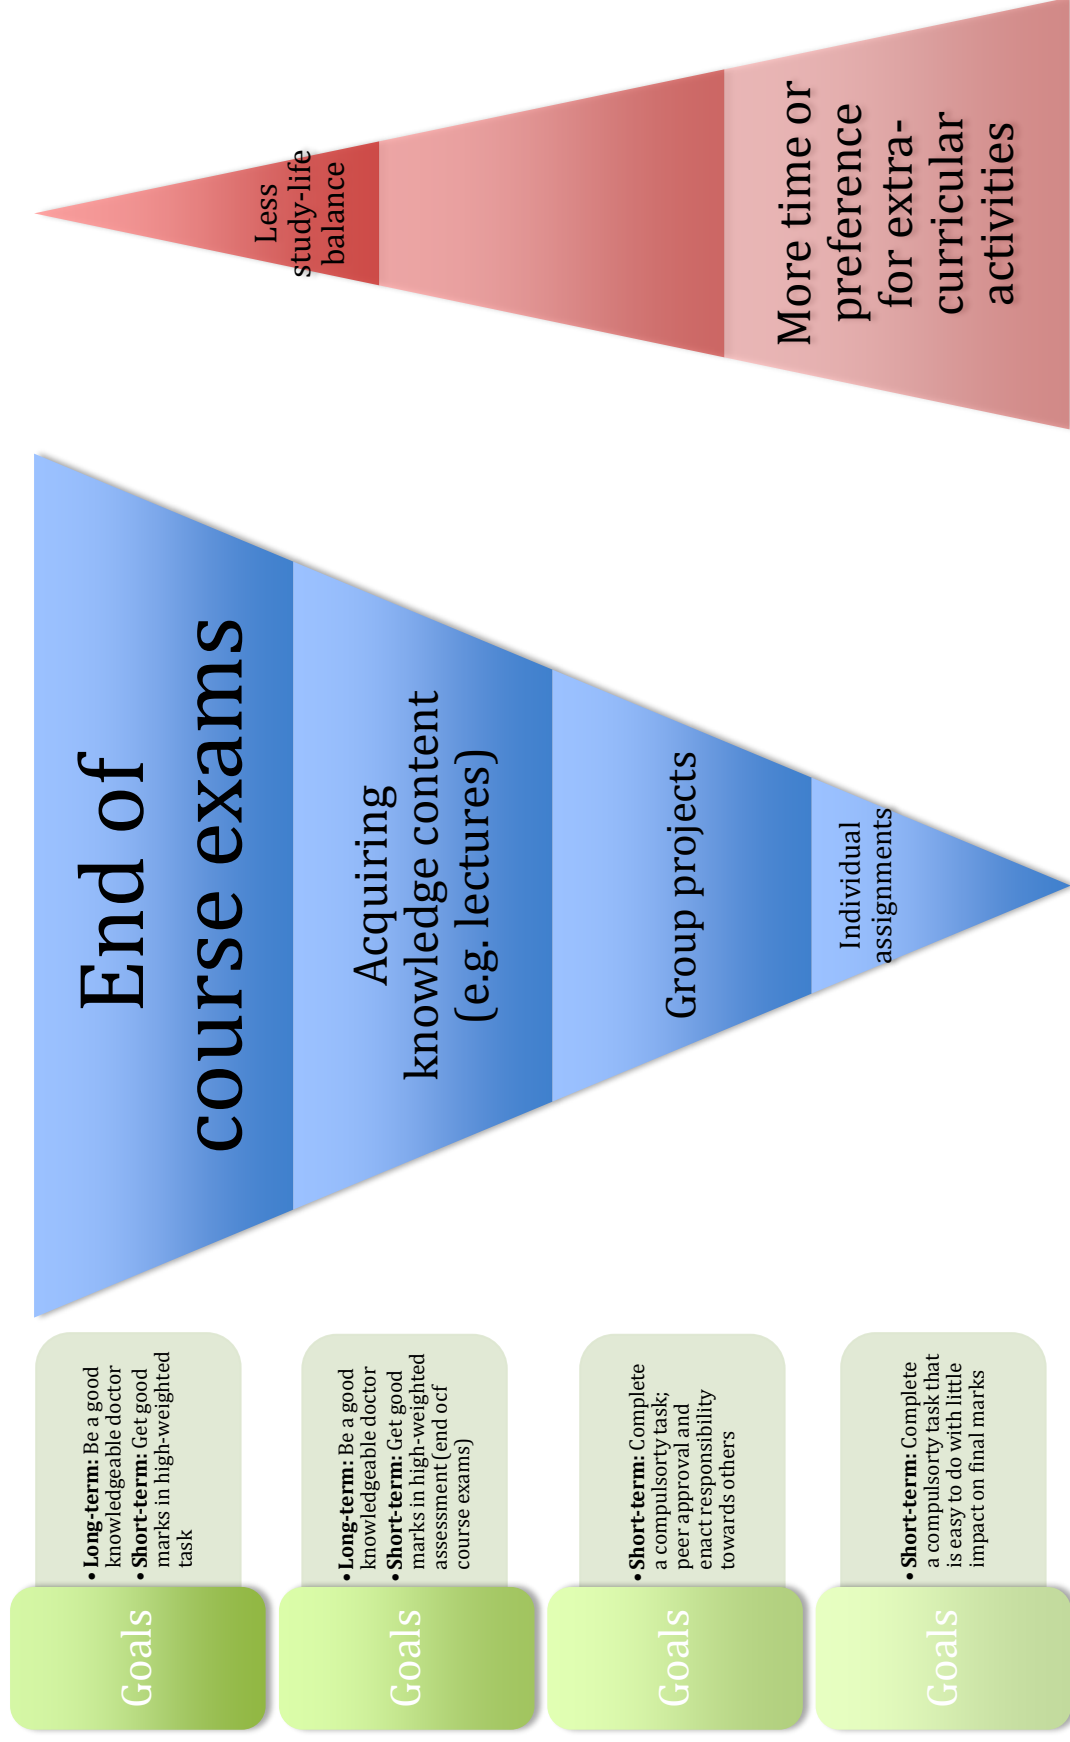 Goals
• Long-term: Be a good
knowledgeable doctor
• Short-term: Get good
marks in high-weighted
task
Goals
• Long-term: Be a good
knowledgeable doctor
• Short-term: Get good
marks in high-weighted
assessment (end ocf
course exams)
Goals
• Short-term: Complete
a compulsorty task;
peer approval and
enact responsibility
towards others
Goals
• Short-term: Complete
a compulsorty task that
is easy to do with little
impact on final marks
End of
course exams
Acquiring
knowledge content
(e.g. lectures)
Group projects
Individual
assignments
Less
study-life
balance
More time or
preference
for extra-
curricular
activities